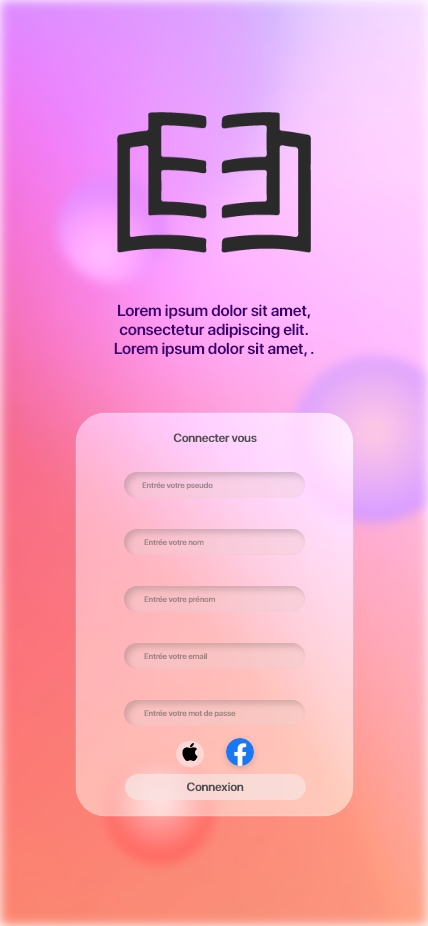 Lorem ipsum dolor sit amet,
consectetur adipiscing elit.
Lorem ipsum dolor sit amet, .
Connecter vous
Entrée votre pseudo
Entrée votre nom
Entrée votre prénom
Entrée votre email
Entrée votre mot de passe
Connexion